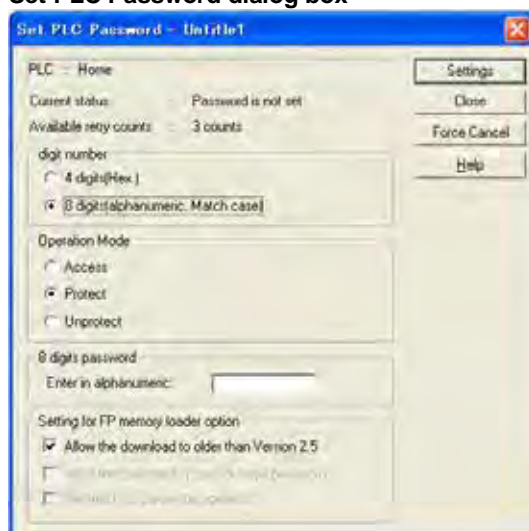 Set PLC Password dialog box
Set PLC Password - Untitle1
PLC : Home
Settings
Current status : Password is not set
Close
Available retry counts : 3 counts
Force Cancel
digit number
Help
4 digits(Hex.)
8 digits(alphanumeric. Match case)
Operation Mode
Access
Protect
Unprotect
8 digits password
Enter in alphanumeric:
Setting for FP memory loader option
Allow the download to older than Version 2.5